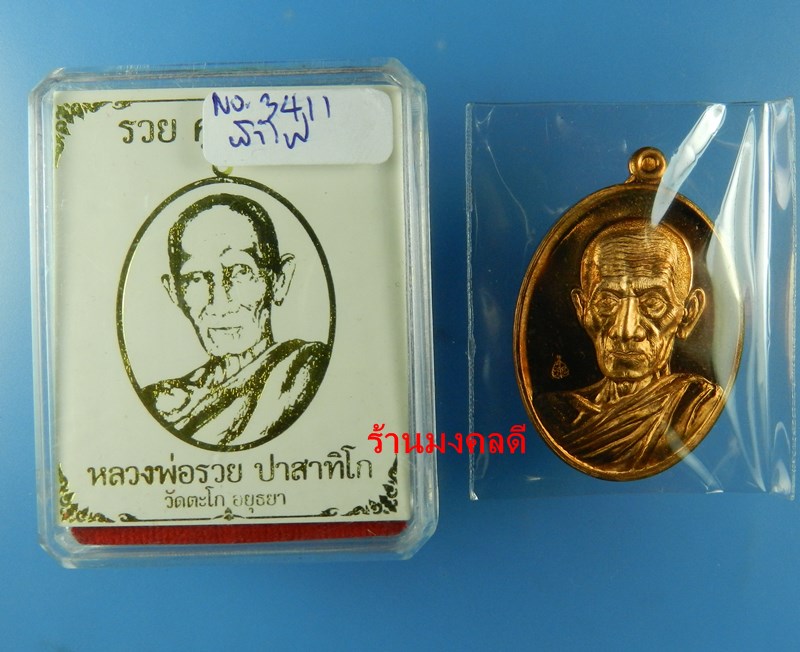 No. 3411
รวย
ร้านมงคลดี
หลวงพ่อรวย ปาสาทิโก
วัดตะโก อยุธยา